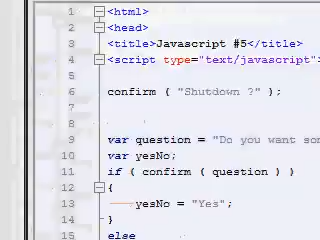 1 <html>
2 <head>
3 <title>Javascript #5</title>
4 <script type="text/javascript">
5
6 confirm ( "Shutdown ?" );
7
8
9 var question = "Do you want so
10 var yesNo;
11 if ( confirm ( question ) )
12 {
13 yesNo = "Yes";
14 }
15 else